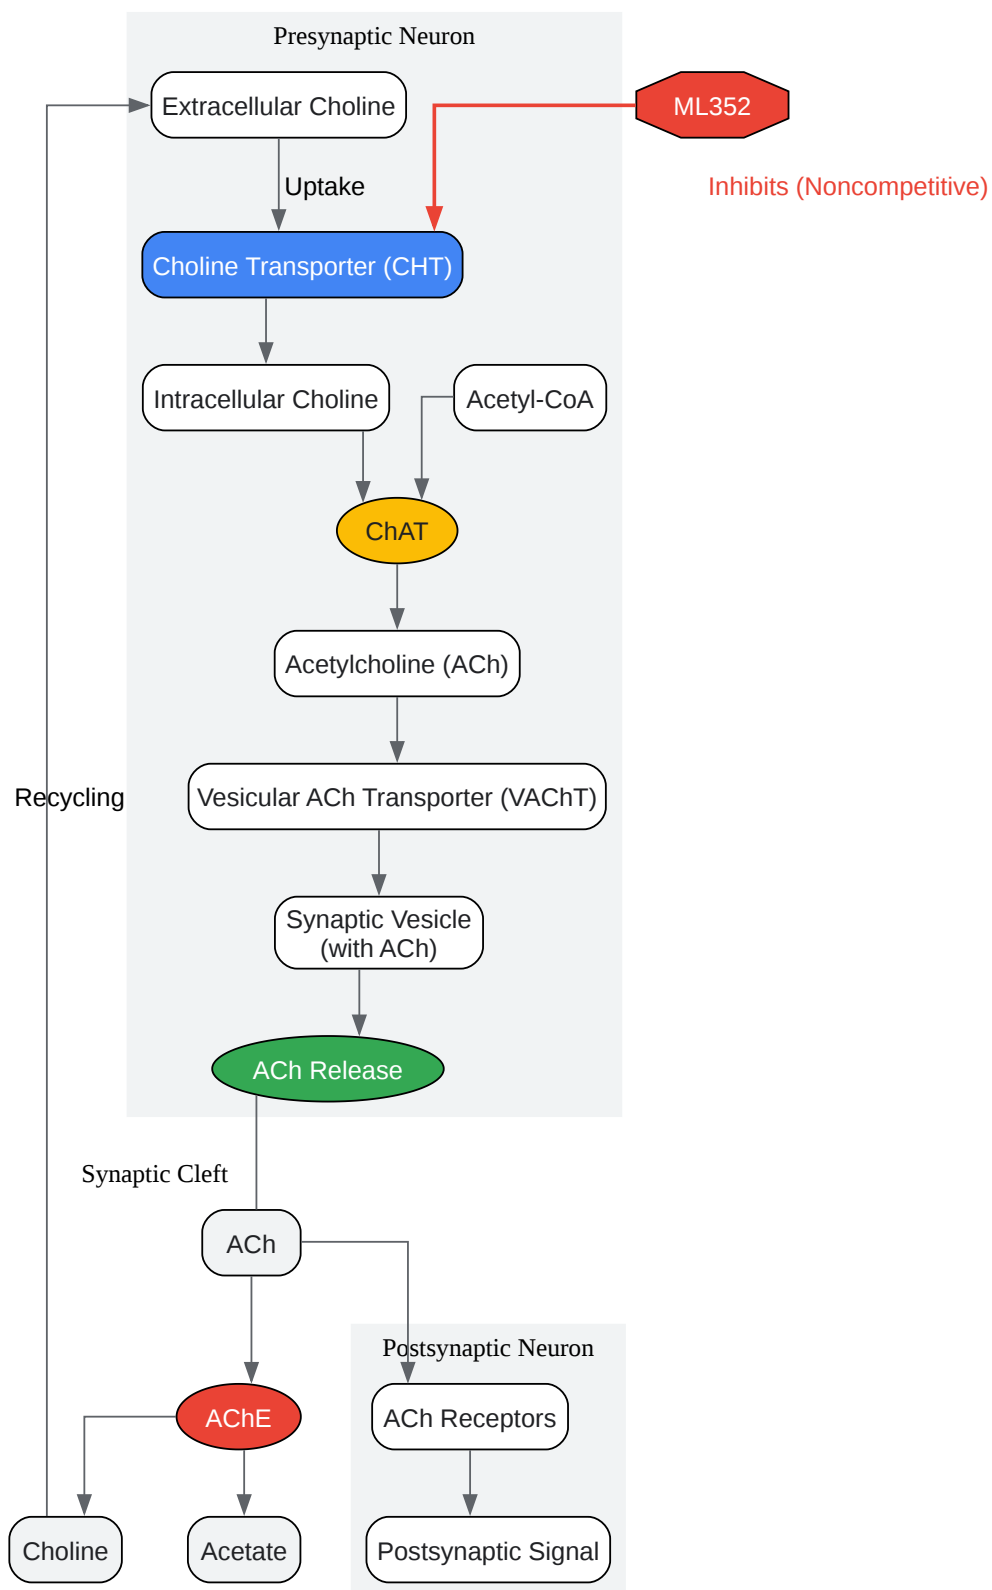 Presynaptic Neuron
Extracellular Choline
ML352
Uptake
Inhibits (Noncompetitive)
Choline Transporter (CHT)
Intracellular Choline
Acetyl-CoA
ChAT
Acetylcholine (ACh)
Recycling
Vesicular ACh Transporter (VAChT)
Synaptic Vesicle
(with ACh)
ACh Release
Synaptic Cleft
ACh
Postsynaptic Neuron
AChE
ACh Receptors
Choline
Acetate
Postsynaptic Signal